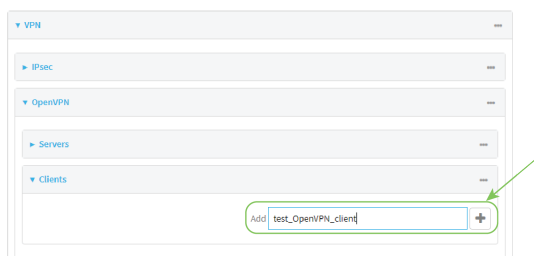 VPN
IPsec
OpenVPN
Servers
Clients
Add test_OpenVPN_client